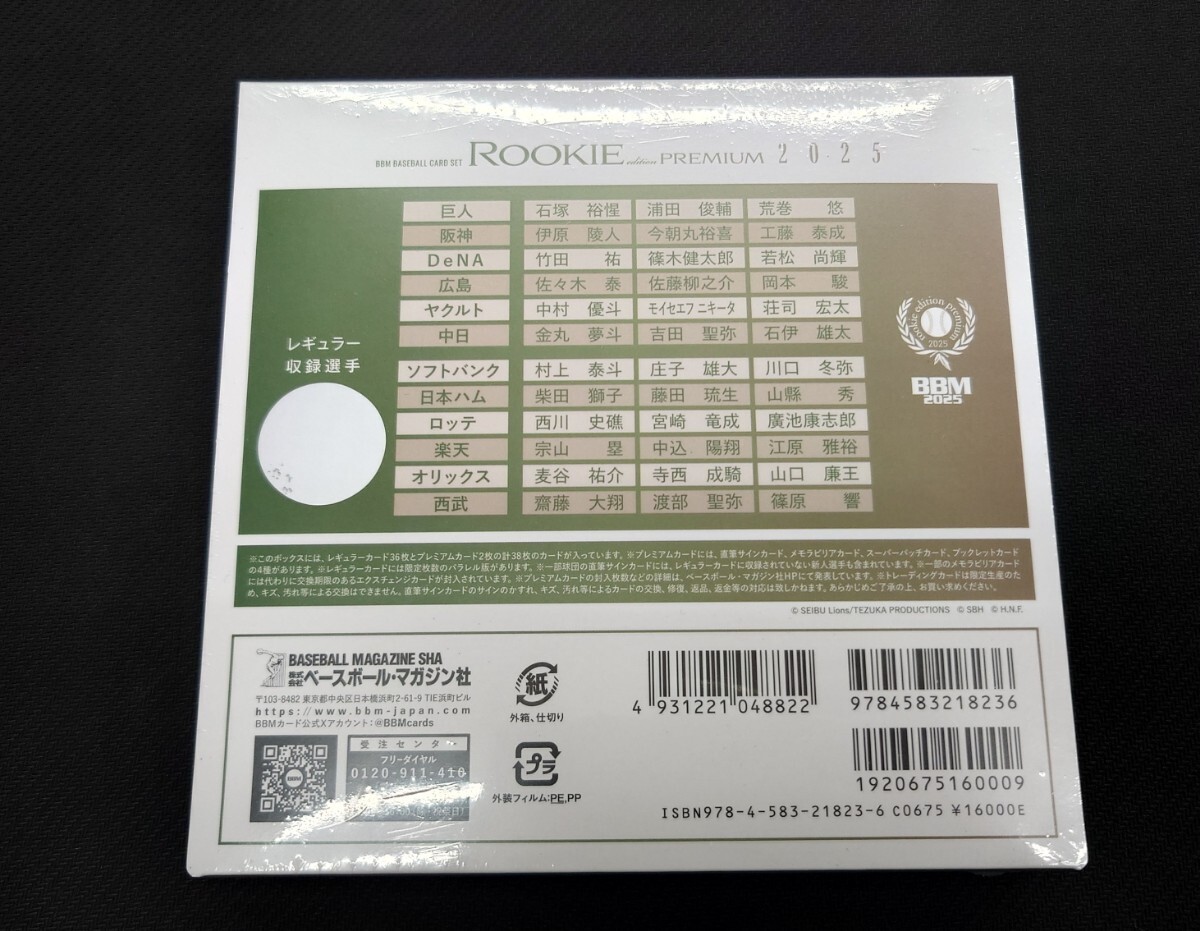 BBM BASEBALL CARD SET ROOKIE edition PREMIUM 2025
レギュラー
収録選手
巨人 石塚 裕惺 浦田 俊輔 荒巻 悠
阪神 伊原 陵人 今朝丸裕喜 工藤 泰成
DeNA 竹田 祐 篠木健太郎 若松 尚輝
広島 佐々木 泰 佐藤柳之介 岡本 駿
ヤクルト 中村 優斗 モイセエフ ニキータ 荘司 宏太
中日 金丸 夢斗 吉田 聖弥 石伊 雄太
ソフトバンク 村上 泰斗 庄子 雄大 川口 冬弥
日本ハム 柴田 獅子 藤田 琉生 山縣 秀
ロッテ 西川 史礁 宮崎 竜成 廣池康志郎
楽天 宗山 塁 中込 陽翔 江原 雅裕
オリックス 麦谷 祐介 寺西 成騎 山口 廉王
西武 齋藤 大翔 渡部 聖弥 篠原 響
rookie edition premium
2025
BBM
2025
※このボックスには、レギュラーカード36枚とプレミアムカード2枚の計38枚のカードが入っています。※プレミアムカードには、直筆サインカード、メモラビリアカード、スーパーパッチカード、ブックレットカード
の4種があります。※レギュラーカードには限定枚数のパラレル版があります。※一部球団の直筆サインカードには、レギュラーカードに収録されていない新人選手も含まれています。※一部のメモラビリアカード
には代わりに交換期限のあるエクスチェンジカードが封入されています。※プレミアムカードの封入枚数などの詳細は、ベースボール・マガジン社HPにて発表しています。※トレーディングカードは限定生産のた
め、キズ、汚れ等による交換はできません。直筆サインカードのサインのかすれ、キズ、汚れ等によるカードの交換、修復、返品、返金等の対応は致しかねます。あらかじめご了承の上、お買い求めください。
© SEIBU Lions/TEZUKA PRODUCTIONS © SBH © H.N.F.
BASEBALL MAGAZINE SHA
株式会社 ベースボール・マガジン社
〒103-8482 東京都中央区日本橋浜町2-61-9 TIE浜町ビル
https://www.bbm-japan.com
BBMカード公式Xアカウント:@BBMcards
BBM
受注センター
フリーダイヤル
0120-911-410
紙
外箱、仕切り
プラ
外装フィルム:PE,PP
4 931221 048822
9784583218236
1920675160009
ISBN978-4-583-21823-6 C0675 ¥16000E